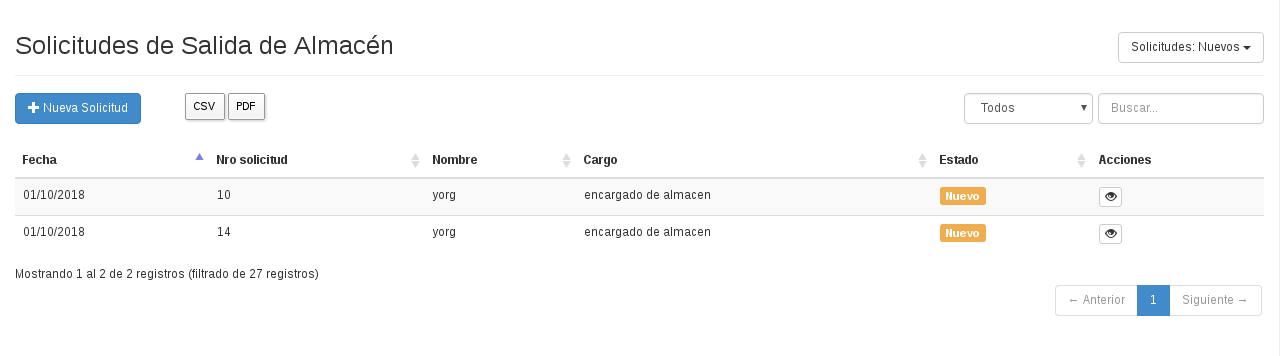 Solicitudes de Salida de Almacén
Solicitudes: Nuevos
Nueva Solicitud CSV PDF Todos Buscar...
Fecha Nro solicitud Nombre Cargo Estado Acciones
01/10/2018 10 yorg encargado de almacen Nuevo
01/10/2018 14 yorg encargado de almacen Nuevo
Mostrando 1 al 2 de 2 registros (filtrado de 27 registros)
← Anterior 1 Siguiente →